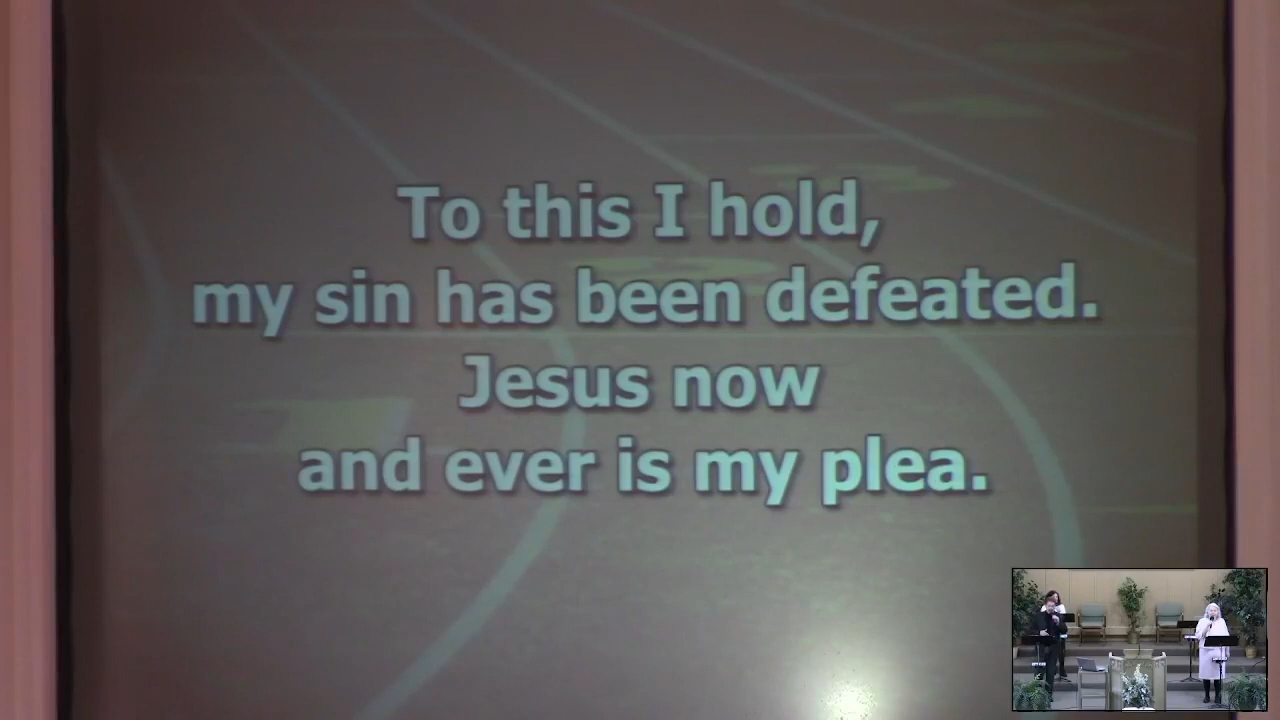 To this I hold,
my sin has been defeated.
Jesus now
and ever is my plea.